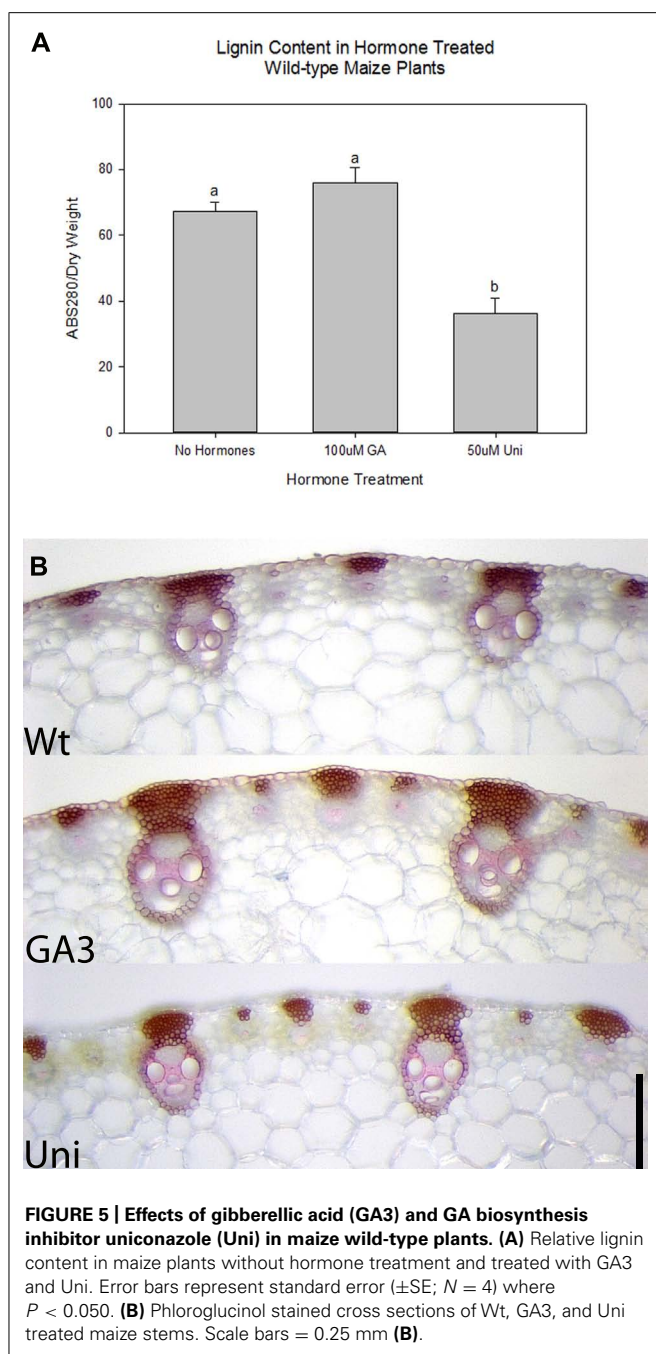 A
Lignin Content in Hormone Treated
Wild-type Maize Plants
100
80
60
40
20
0
ABS280/Dry Weight
a
a
b
No Hormones
100uM GA
50uM Uni
Hormone Treatment
B
Wt
GA3
Uni
FIGURE 5 | Effects of gibberellic acid (GA3) and GA biosynthesis
inhibitor uniconazole (Uni) in maize wild-type plants. (A) Relative lignin
content in maize plants without hormone treatment and treated with GA3
and Uni. Error bars represent standard error (±SE; N = 4) where
P < 0.050. (B) Phloroglucinol stained cross sections of Wt, GA3, and Uni
treated maize stems. Scale bars = 0.25 mm (B).